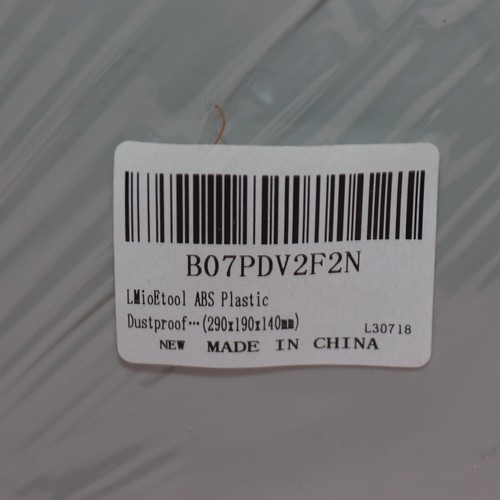 B07PDV2F2N
LMioEtool ABS Plastic
Dustproof…(290x190x140mm)
L30718
NEW MADE IN CHINA